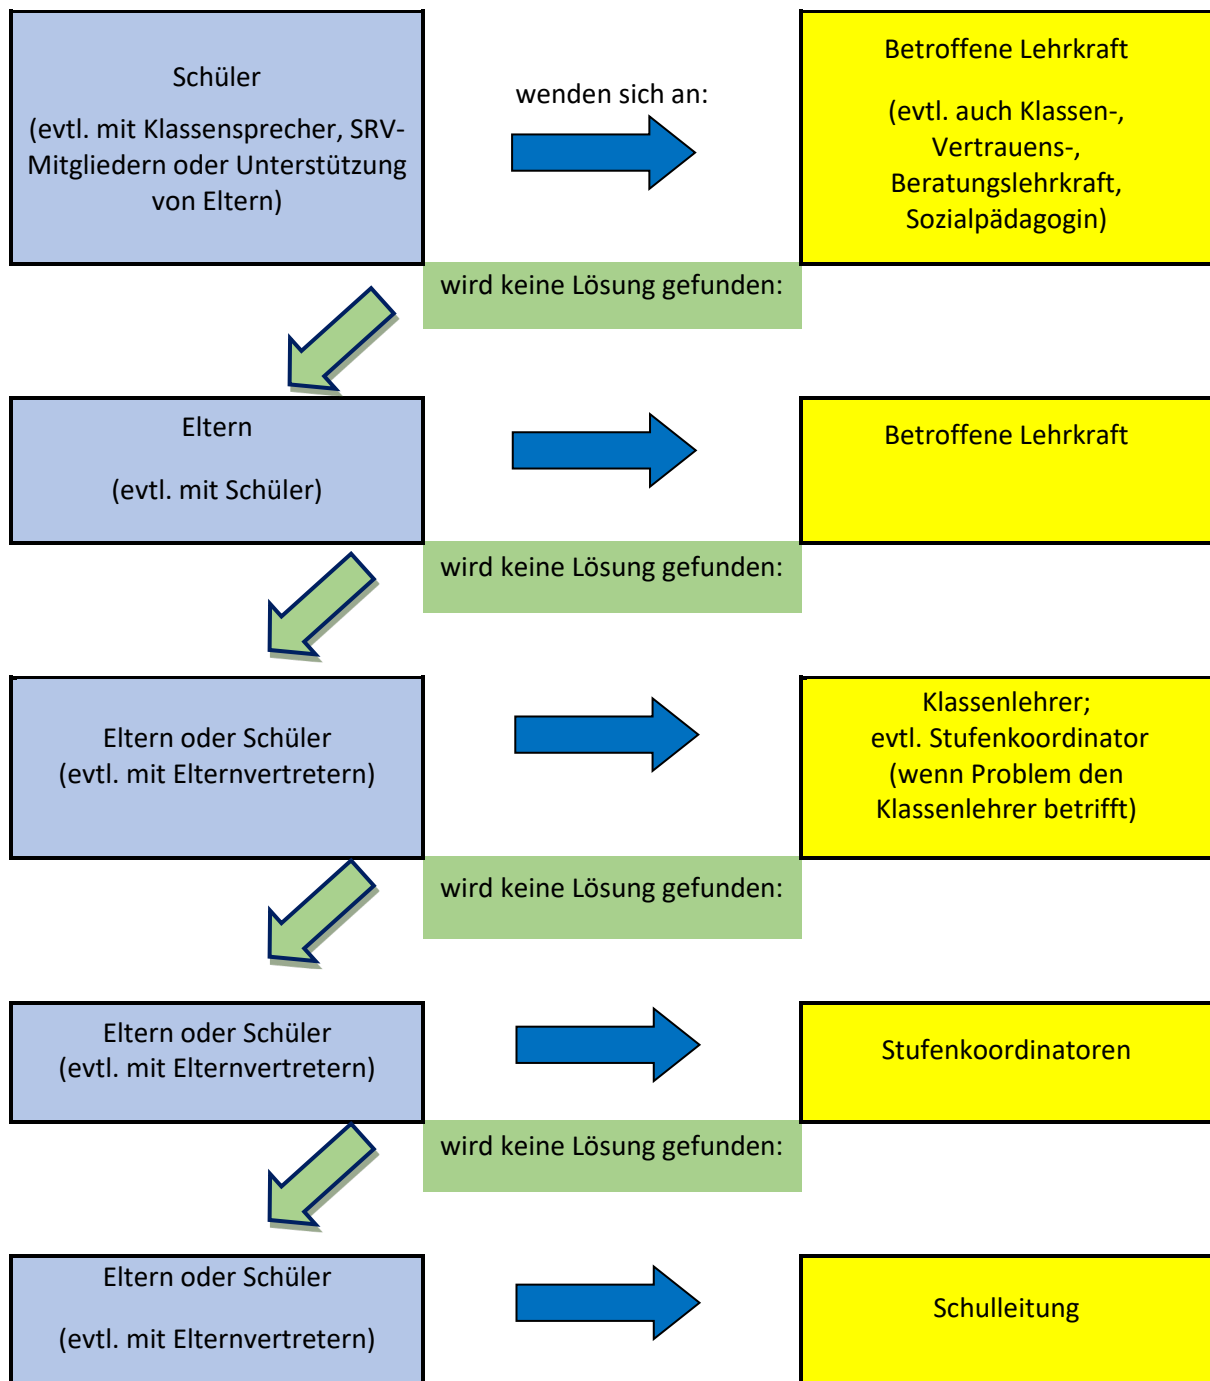 Schüler
(evtl. mit Klassensprecher, SRV-
Mitgliedern oder Unterstützung
von Eltern)
wenden sich an:
Betroffene Lehrkraft
(evtl. auch Klassen-,
Vertrauens-,
Beratungslehrkraft,
Sozialpädagogin)
wird keine Lösung gefunden:
Eltern
(evtl. mit Schüler)
Betroffene Lehrkraft
wird keine Lösung gefunden:
Eltern oder Schüler
(evtl. mit Elternvertretern)
Klassenlehrer;
evtl. Stufenkoordinator
(wenn Problem den
Klassenlehrer betrifft)
wird keine Lösung gefunden:
Eltern oder Schüler
(evtl. mit Elternvertretern)
Stufenkoordinatoren
wird keine Lösung gefunden:
Eltern oder Schüler
(evtl. mit Elternvertretern)
Schulleitung